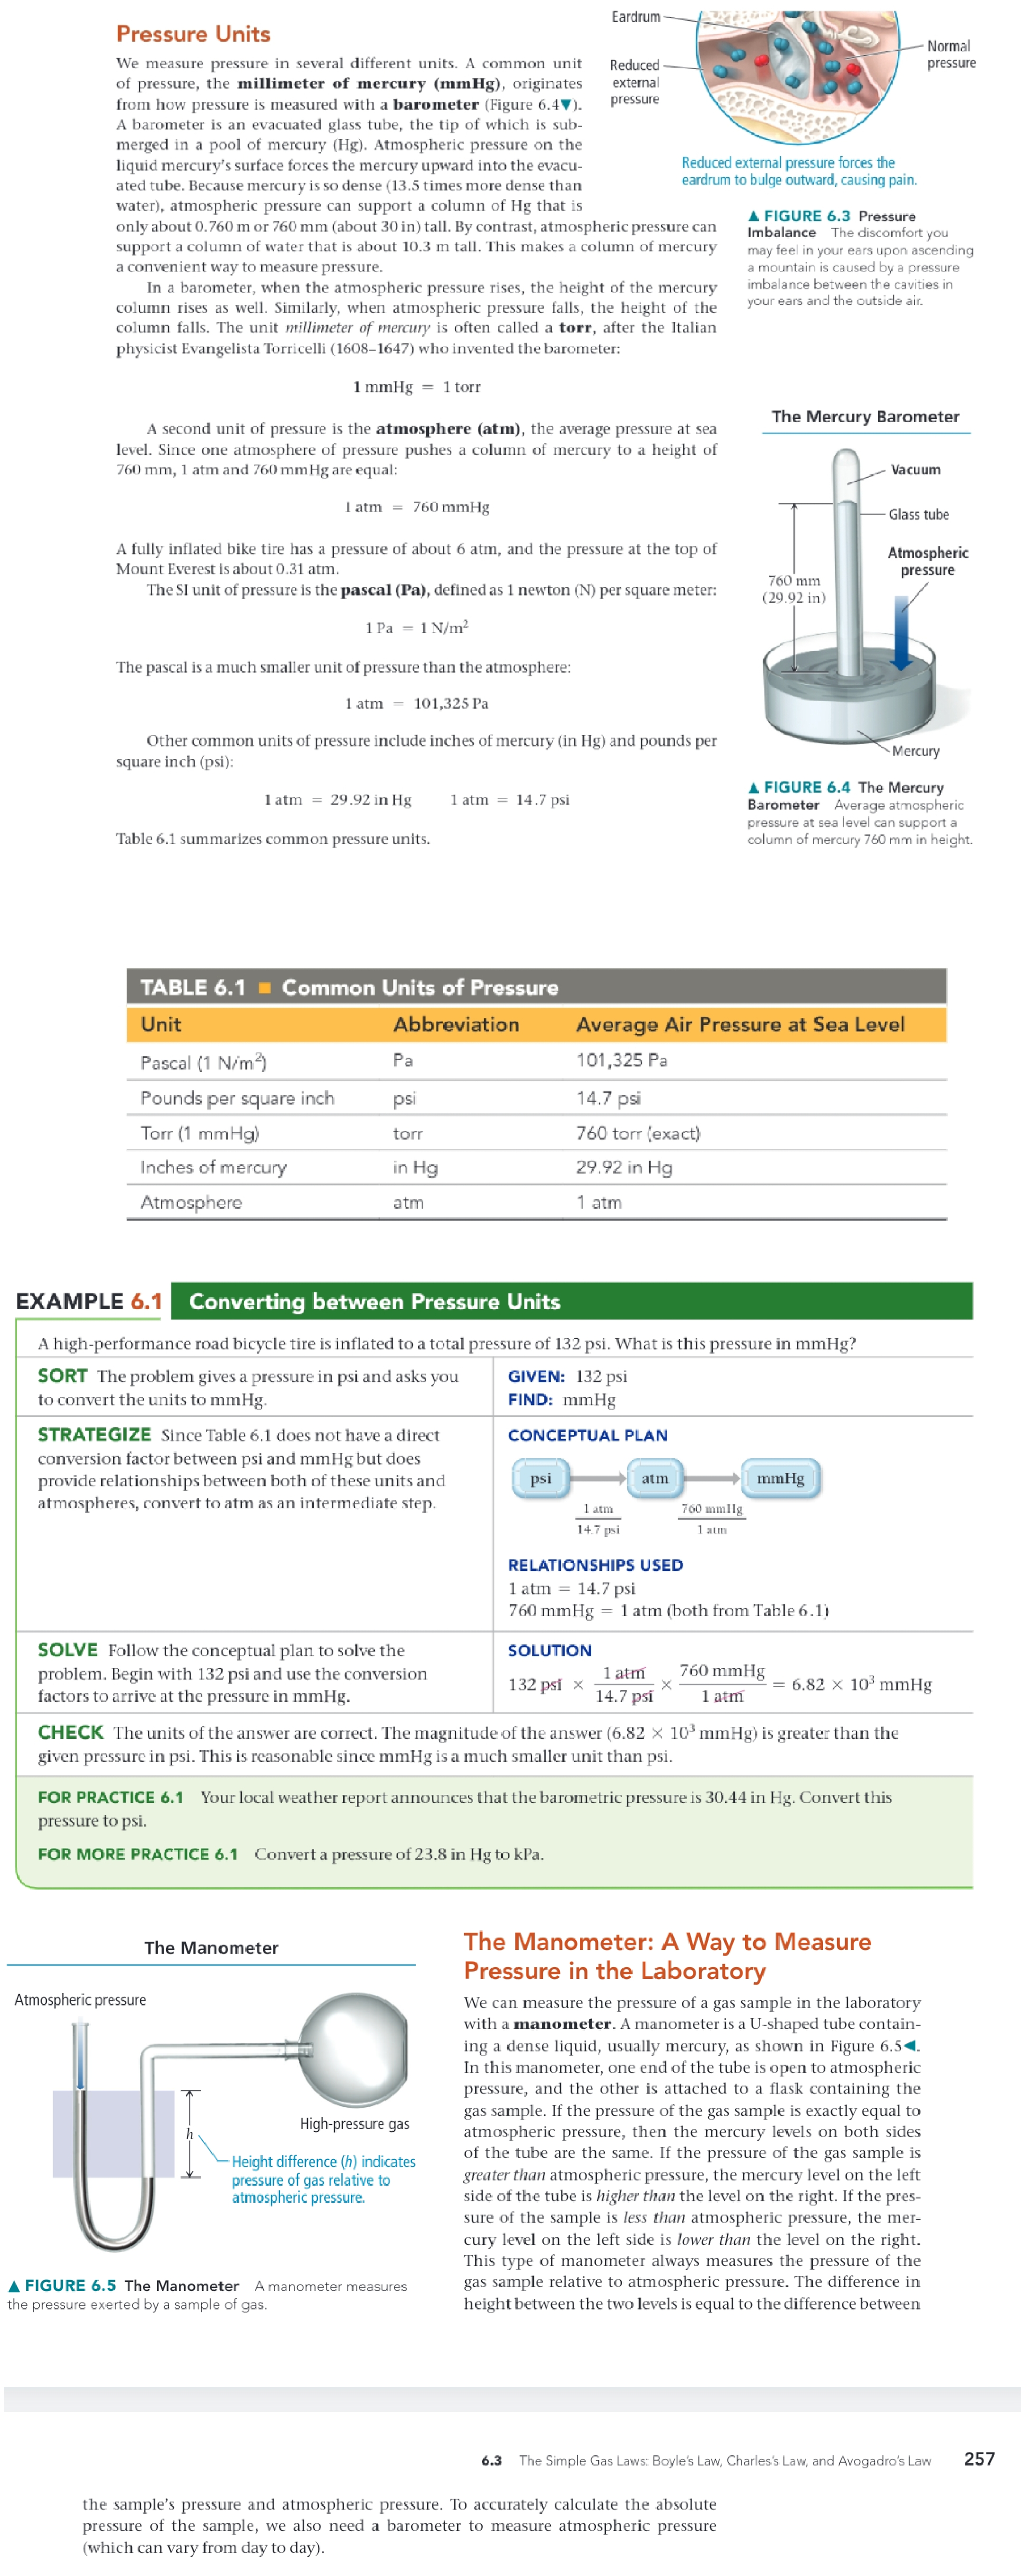 Pressure Units
We measure pressure in several different units. A common unit
of pressure, the millimeter of mercury (mmHg), originates
from how pressure is measured with a barometer (Figure 6.4▼).
A barometer is an evacuated glass tube, the tip of which is sub-
merged in a pool of mercury (Hg). Atmospheric pressure on the
liquid mercury's surface forces the mercury upward into the evacu-
ated tube. Because mercury is so dense (13.5 times more dense than
water), atmospheric pressure can support a column of Hg that is
only about 0.760 m or 760 mm (about 30 in) tall. By contrast, atmospheric pressure can
support a column of water that is about 10.3 m tall. This makes a column of mercury
a convenient way to measure pressure.
In a barometer, when the atmospheric pressure rises, the height of the mercury
column rises as well. Similarly, when atmospheric pressure falls, the height of the
column falls. The unit millimeter of mercury is often called a torr, after the Italian
physicist Evangelista Torricelli (1608–1647) who invented the barometer:
1 mmHg = 1 torr
A second unit of pressure is the atmosphere (atm), the average pressure at sea
level. Since one atmosphere of pressure pushes a column of mercury to a height of
760 mm, 1 atm and 760 mmHg are equal:
1 atm = 760 mmHg
A fully inflated bike tire has a pressure of about 6 atm, and the pressure at the top of
Mount Everest is about 0.31 atm.
The SI unit of pressure is the pascal (Pa), defined as 1 newton (N) per square meter:
1 Pa = 1 N/m²
The pascal is a much smaller unit of pressure than the atmosphere:
1 atm = 101,325 Pa
Other common units of pressure include inches of mercury (in Hg) and pounds per
square inch (psi):
1 atm = 29.92 in Hg 1 atm = 14.7 psi
Table 6.1 summarizes common pressure units.
Eardrum
Reduced
external
pressure
Normal
pressure
Reduced external pressure forces the
eardrum to bulge outward, causing pain.
▲ FIGURE 6.3 Pressure
Imbalance The discomfort you
may feel in your ears upon ascending
a mountain is caused by a pressure
imbalance between the cavities in
your ears and the outside air.
The Mercury Barometer
Vacuum
Glass tube
Atmospheric
pressure
760 mm
(29.92 in)
Mercury
▲ FIGURE 6.4 The Mercury
Barometer Average atmospheric
pressure at sea level can support a
column of mercury 760 mm in height.
TABLE 6.1 ■ Common Units of Pressure
Unit Abbreviation Average Air Pressure at Sea Level
Pascal (1 N/m²) Pa 101,325 Pa
Pounds per square inch psi 14.7 psi
Torr (1 mmHg) torr 760 torr (exact)
Inches of mercury in Hg 29.92 in Hg
Atmosphere atm 1 atm
EXAMPLE 6.1 Converting between Pressure Units
A high-performance road bicycle tire is inflated to a total pressure of 132 psi. What is this pressure in mmHg?
SORT The problem gives a pressure in psi and asks you
to convert the units to mmHg.
GIVEN: 132 psi
FIND: mmHg
STRATEGIZE Since Table 6.1 does not have a direct
conversion factor between psi and mmHg but does
provide relationships between both of these units and
atmospheres, convert to atm as an intermediate step.
CONCEPTUAL PLAN
psi atm mmHg
1 atm 760 mmHg
14.7 psi 1 atm
RELATIONSHIPS USED
1 atm = 14.7 psi
760 mmHg = 1 atm (both from Table 6.1)
SOLVE Follow the conceptual plan to solve the
problem. Begin with 132 psi and use the conversion
factors to arrive at the pressure in mmHg.
SOLUTION
132 psi × 1 atm / 14.7 psi × 760 mmHg / 1 atm = 6.82 × 10³ mmHg
CHECK The units of the answer are correct. The magnitude of the answer (6.82 × 10³ mmHg) is greater than the
given pressure in psi. This is reasonable since mmHg is a much smaller unit than psi.
FOR PRACTICE 6.1 Your local weather report announces that the barometric pressure is 30.44 in Hg. Convert this
pressure to psi.
FOR MORE PRACTICE 6.1 Convert a pressure of 23.8 in Hg to kPa.
The Manometer
Atmospheric pressure
h
High-pressure gas
Height difference (h) indicates
pressure of gas relative to
atmospheric pressure.
▲ FIGURE 6.5 The Manometer A manometer measures
the pressure exerted by a sample of gas.
The Manometer: A Way to Measure
Pressure in the Laboratory
We can measure the pressure of a gas sample in the laboratory
with a manometer. A manometer is a U-shaped tube contain-
ing a dense liquid, usually mercury, as shown in Figure 6.5◀.
In this manometer, one end of the tube is open to atmospheric
pressure, and the other is attached to a flask containing the
gas sample. If the pressure of the gas sample is exactly equal to
atmospheric pressure, then the mercury levels on both sides
of the tube are the same. If the pressure of the gas sample is
greater than atmospheric pressure, the mercury level on the left
side of the tube is higher than the level on the right. If the pres-
sure of the sample is less than atmospheric pressure, the mer-
cury level on the left side is lower than the level on the right.
This type of manometer always measures the pressure of the
gas sample relative to atmospheric pressure. The difference in
height between the two levels is equal to the difference between
6.3 The Simple Gas Laws: Boyle's Law, Charles's Law, and Avogadro's Law 257
the sample's pressure and atmospheric pressure. To accurately calculate the absolute
pressure of the sample, we also need a barometer to measure atmospheric pressure
(which can vary from day to day).